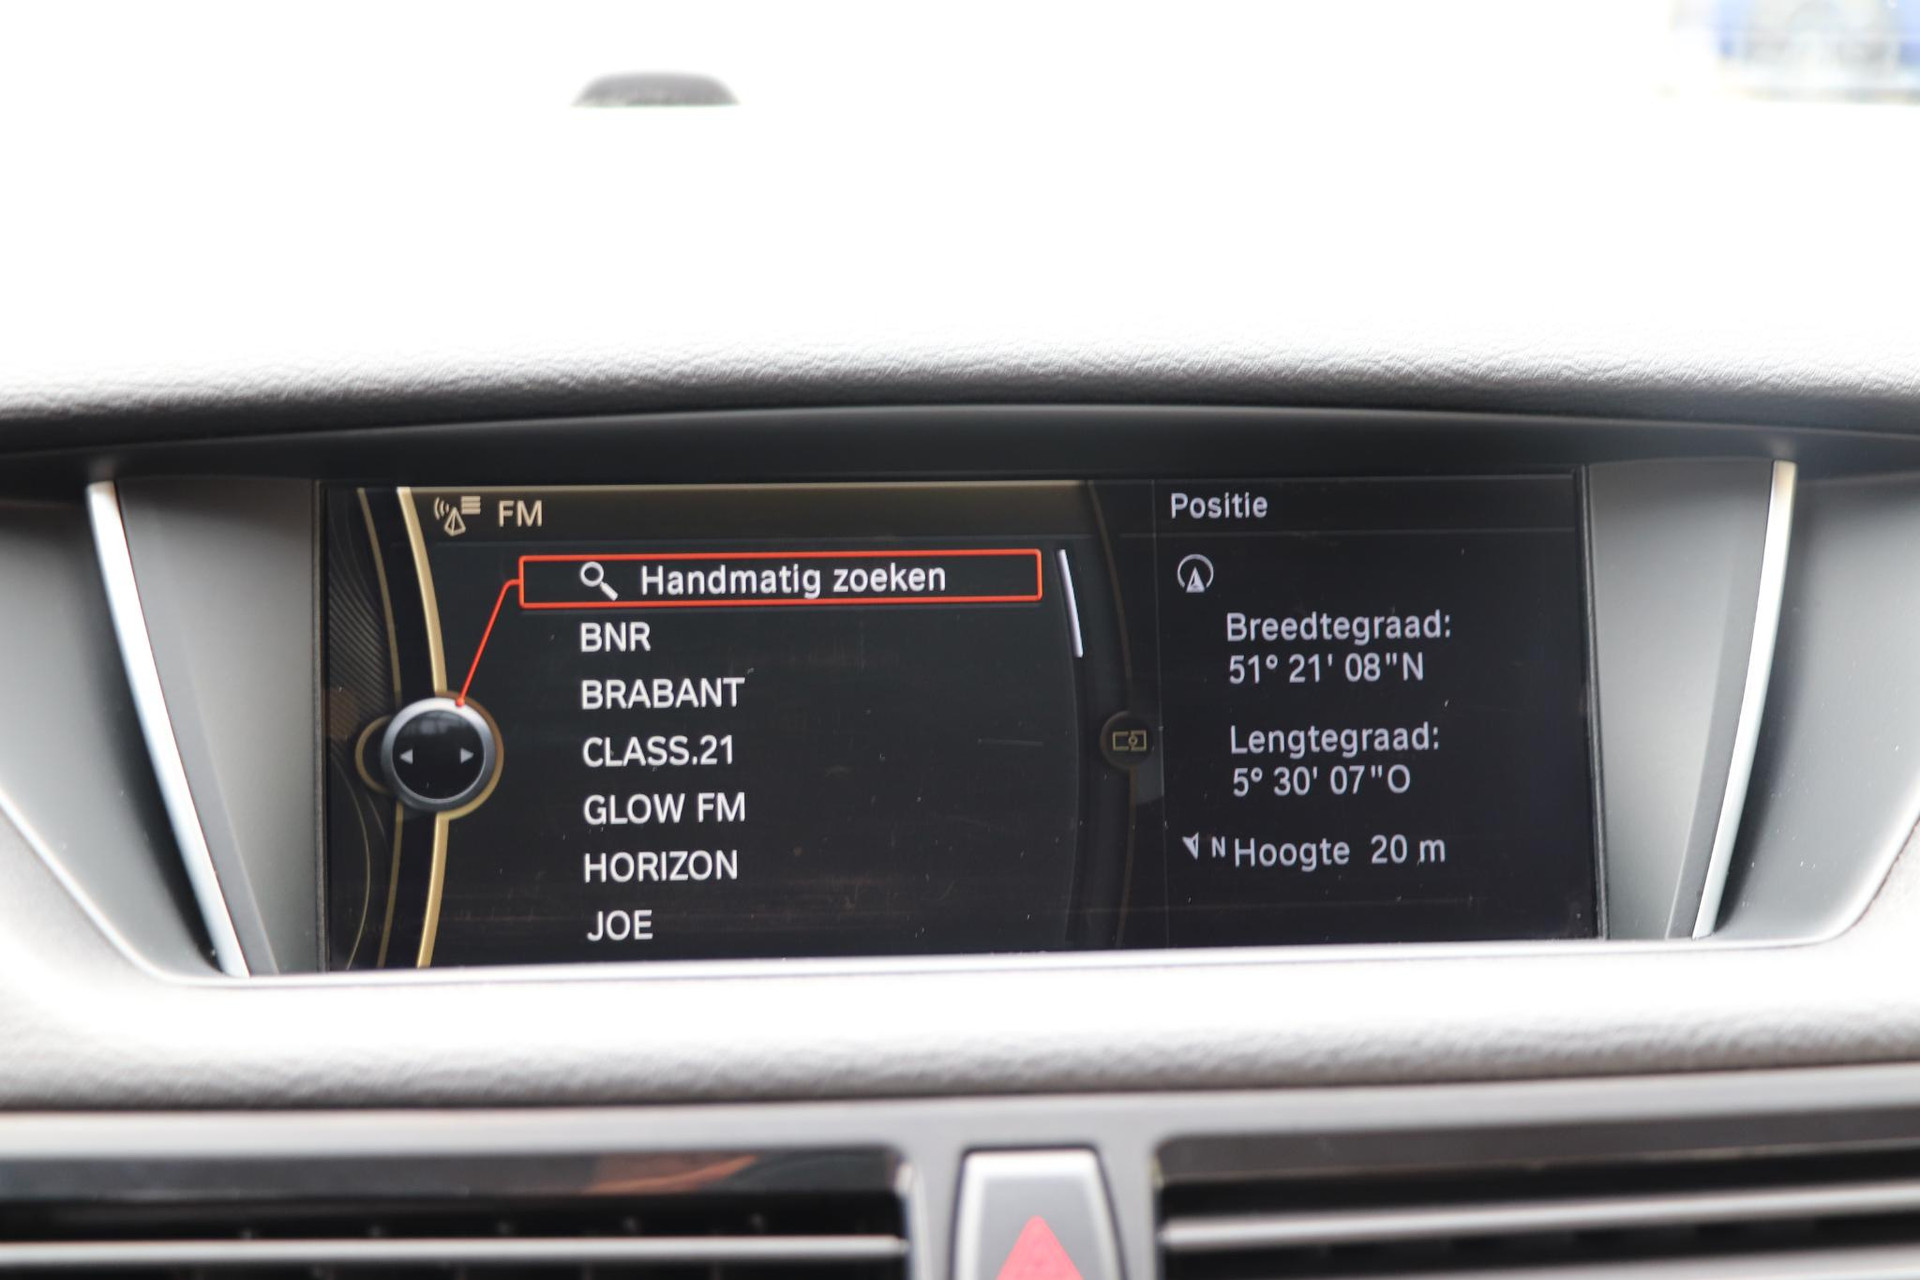 FM
Handmatig zoeken
BNR
BRABANT
CLASS.21
GLOW FM
HORIZON
JOE
Positie
Breedtegraad:
51° 21' 08"N
Lengtegraad:
5° 30' 07"O
N Hoogte 20 m